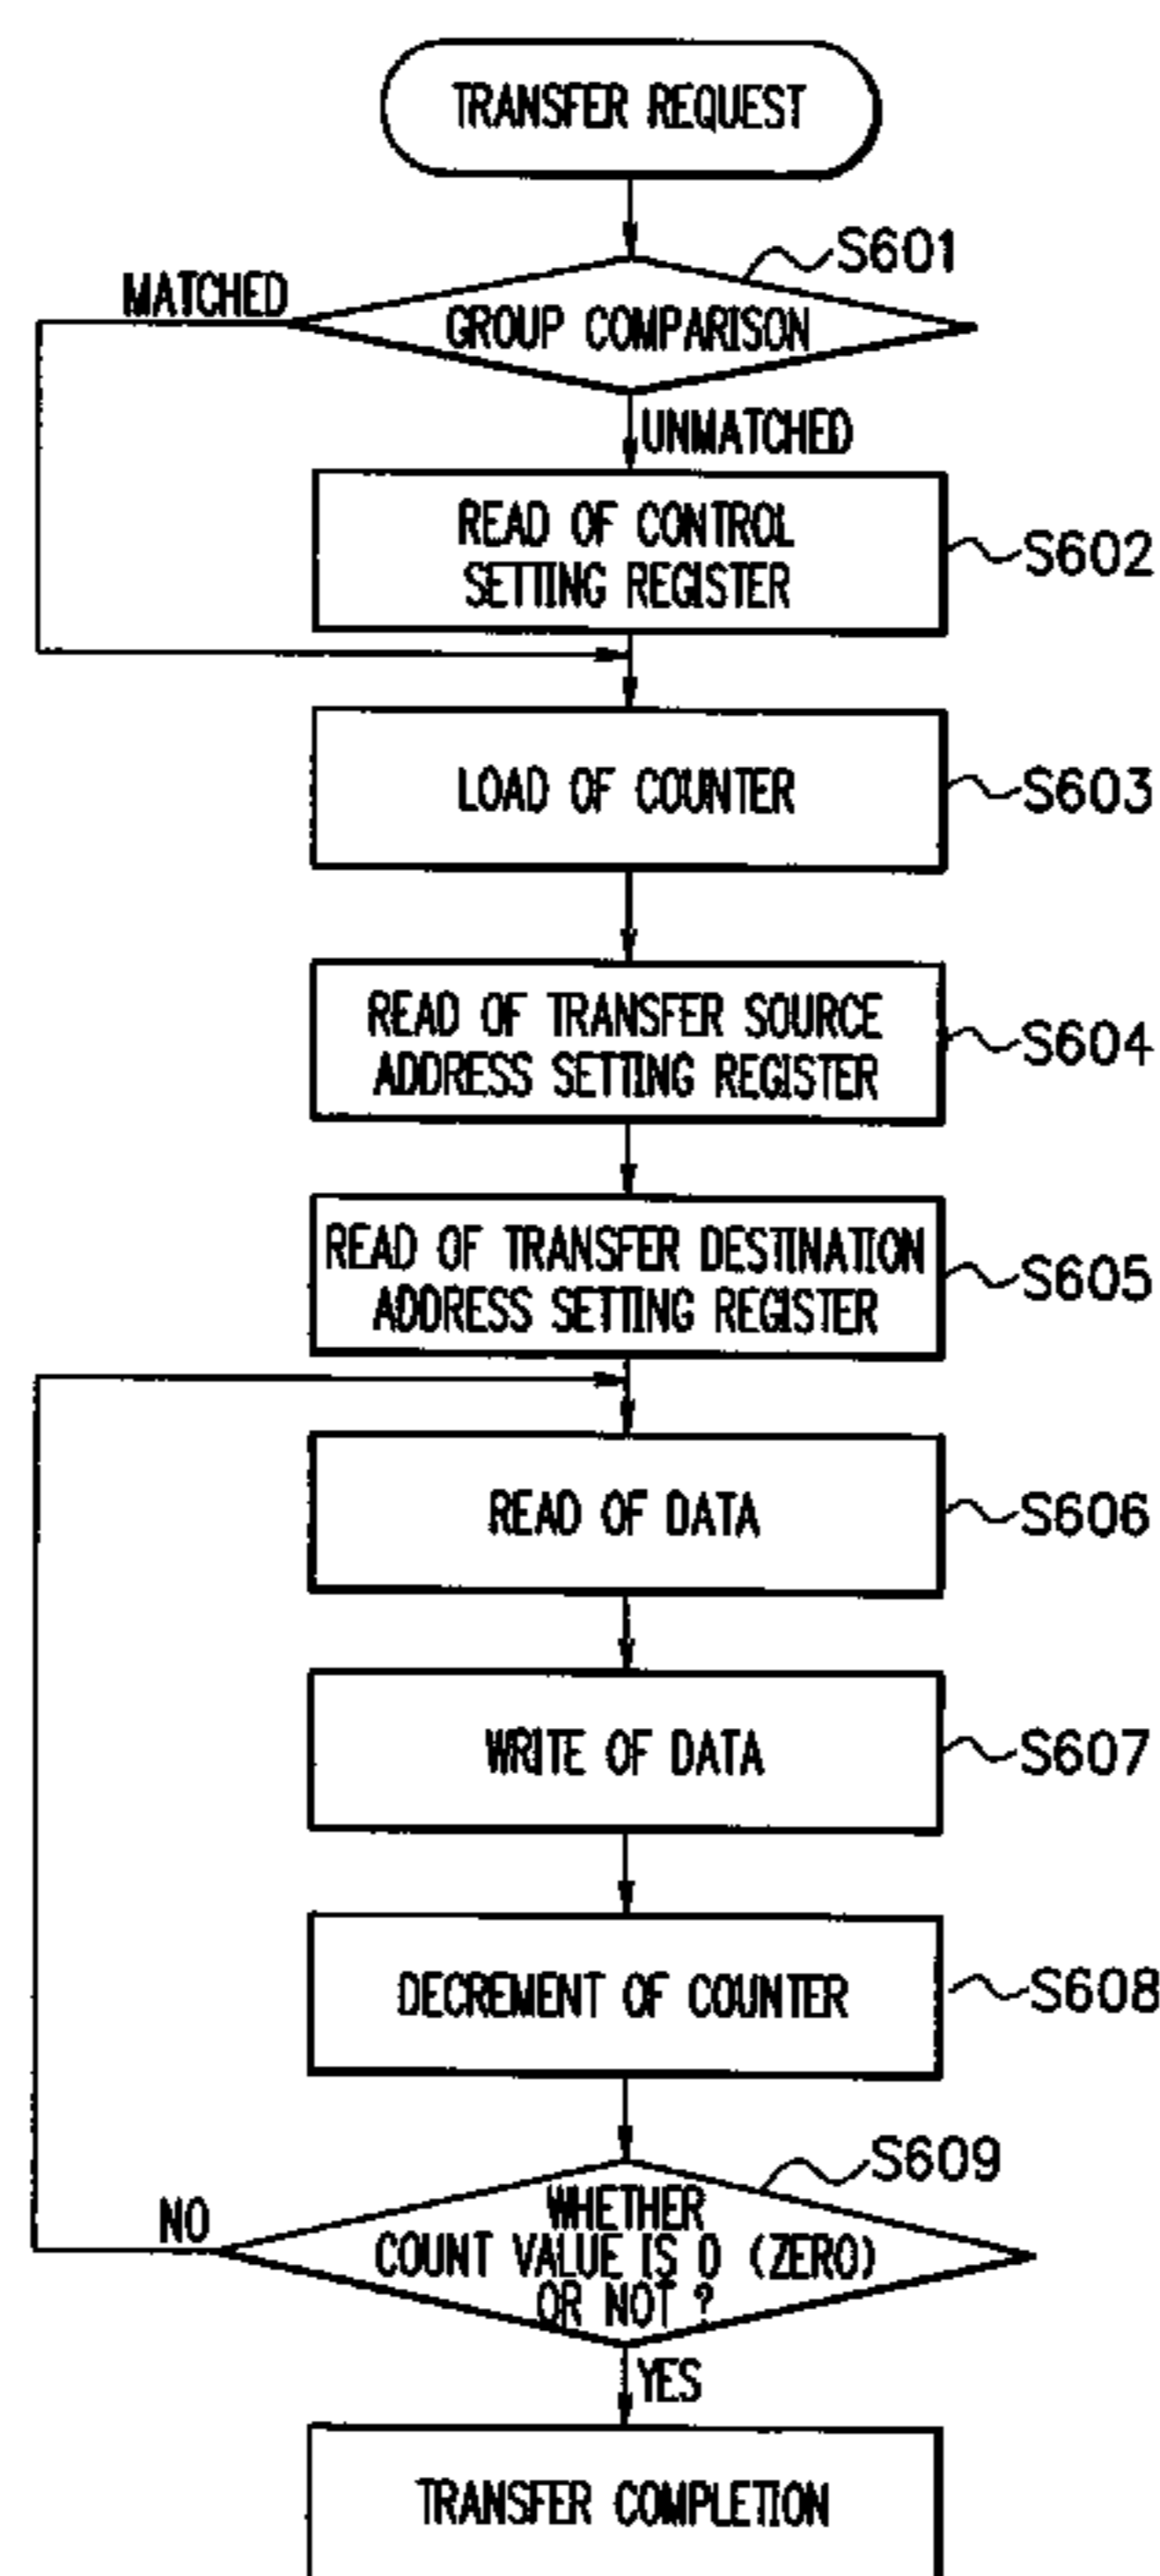 TRANSFER REQUEST
S601
MATCHED
GROUP COMPARISON
UNMATCHED
READ OF CONTROL
SETTING REGISTER
S602
LOAD OF COUNTER
S603
READ OF TRANSFER SOURCE
ADDRESS SETTING REGISTER
S604
READ OF TRANSFER DESTINATION
ADDRESS SETTING REGISTER
S605
READ OF DATA
S606
WRITE OF DATA
S607
DECREMENT OF COUNTER
S608
S609
NO
WHETHER
COUNT VALUE IS 0 (ZERO)
OR NOT ?
YES
TRANSFER COMPLETION